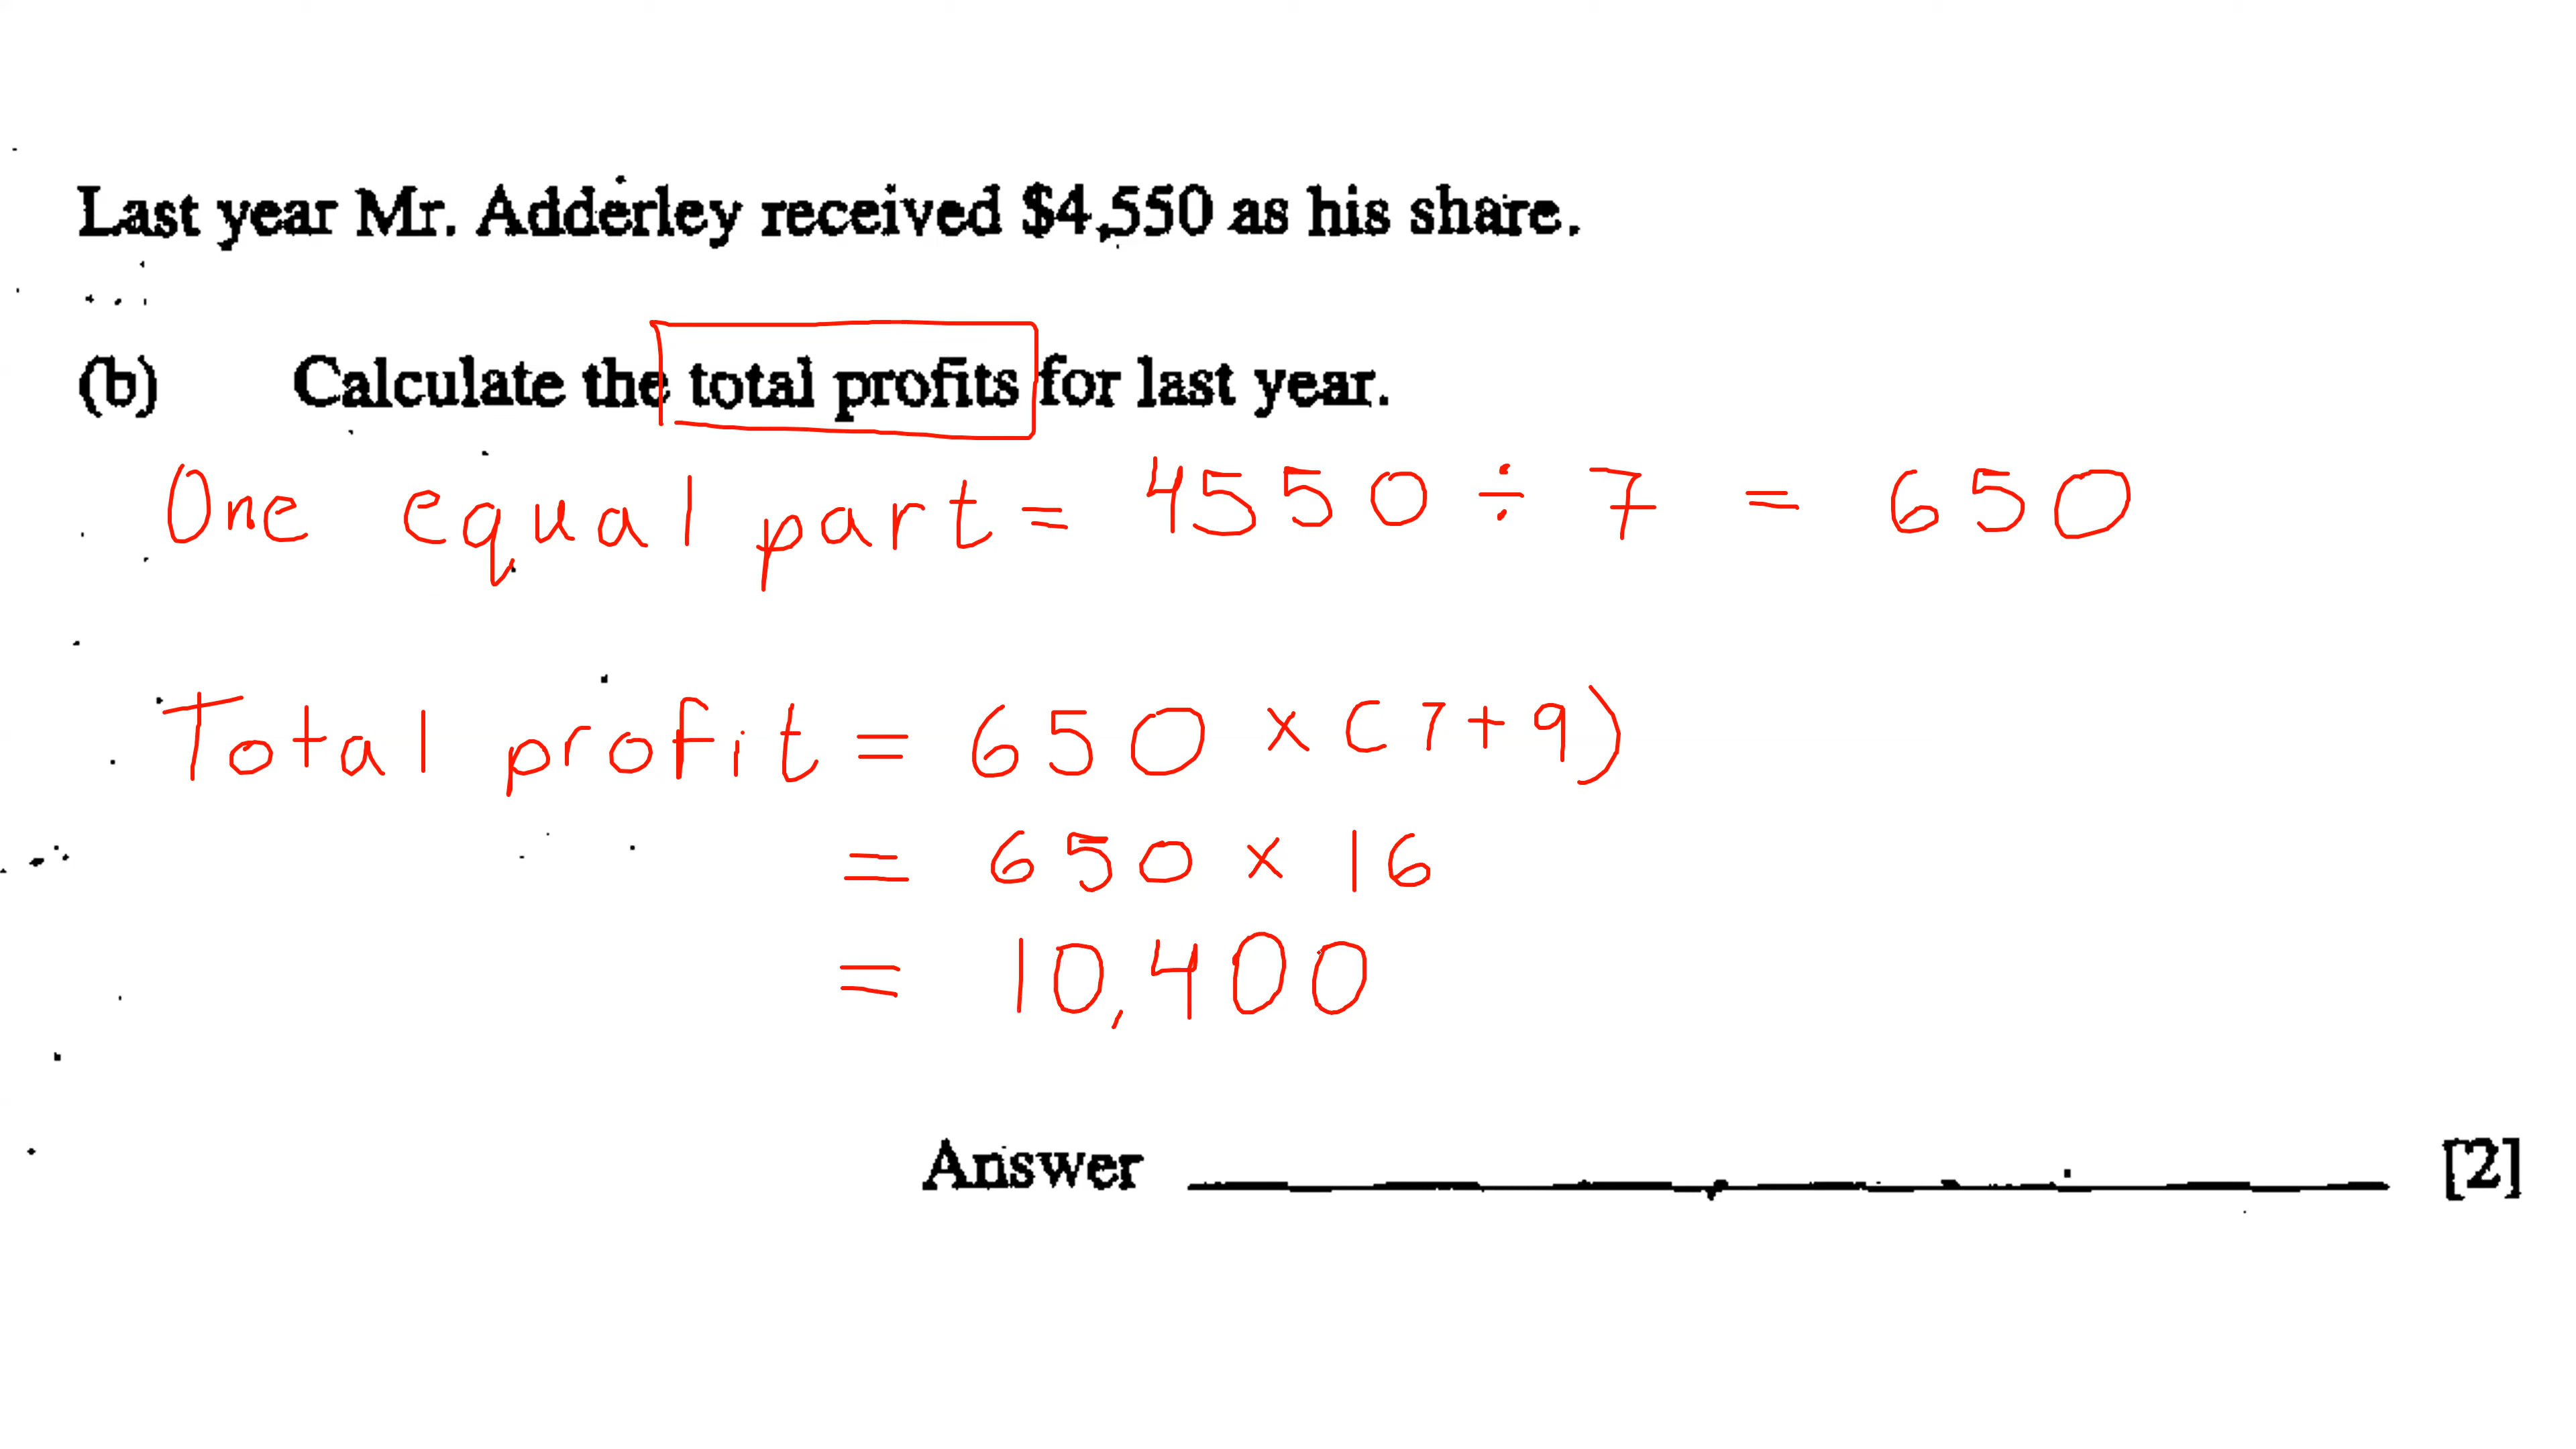 Last year Mr. Adderley received $4,550 as his share.
(b) Calculate the total profits for last year.
One equal part = 4550 ÷ 7 = 650
Total profit = 650 × (7+9)
= 650 × 16
= 10,400
Answer [2]